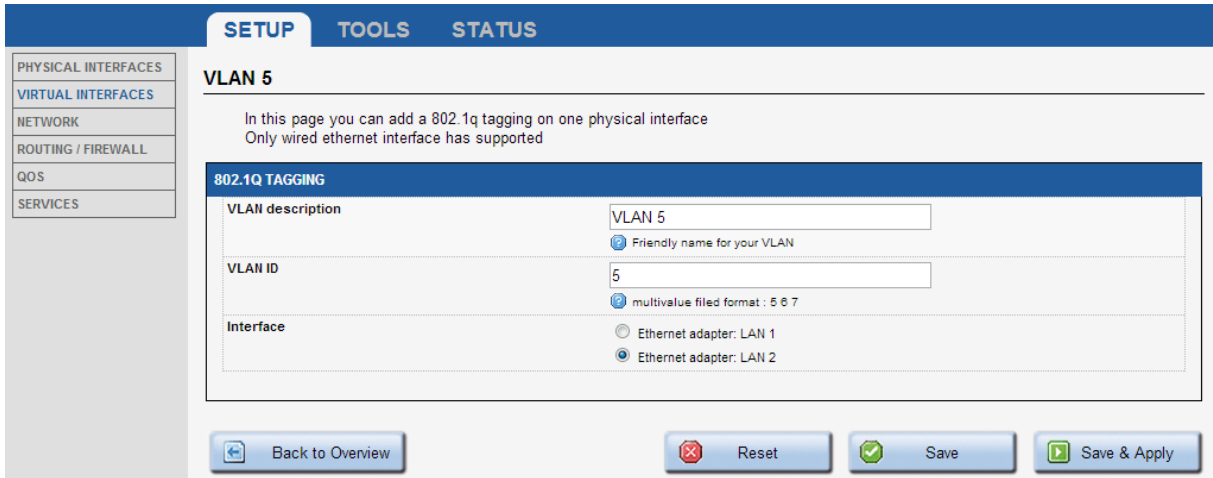 SETUP TOOLS STATUS
PHYSICAL INTERFACES
VIRTUAL INTERFACES
NETWORK
ROUTING / FIREWALL
QOS
SERVICES
VLAN 5
In this page you can add a 802.1q tagging on one physical interface
Only wired ethernet interface has supported
802.1Q TAGGING
VLAN description
VLAN 5
Friendly name for your VLAN
VLAN ID
5
multivalue filed format : 5 6 7
Interface
Ethernet adapter: LAN 1
Ethernet adapter: LAN 2
Back to Overview
Reset
Save
Save & Apply